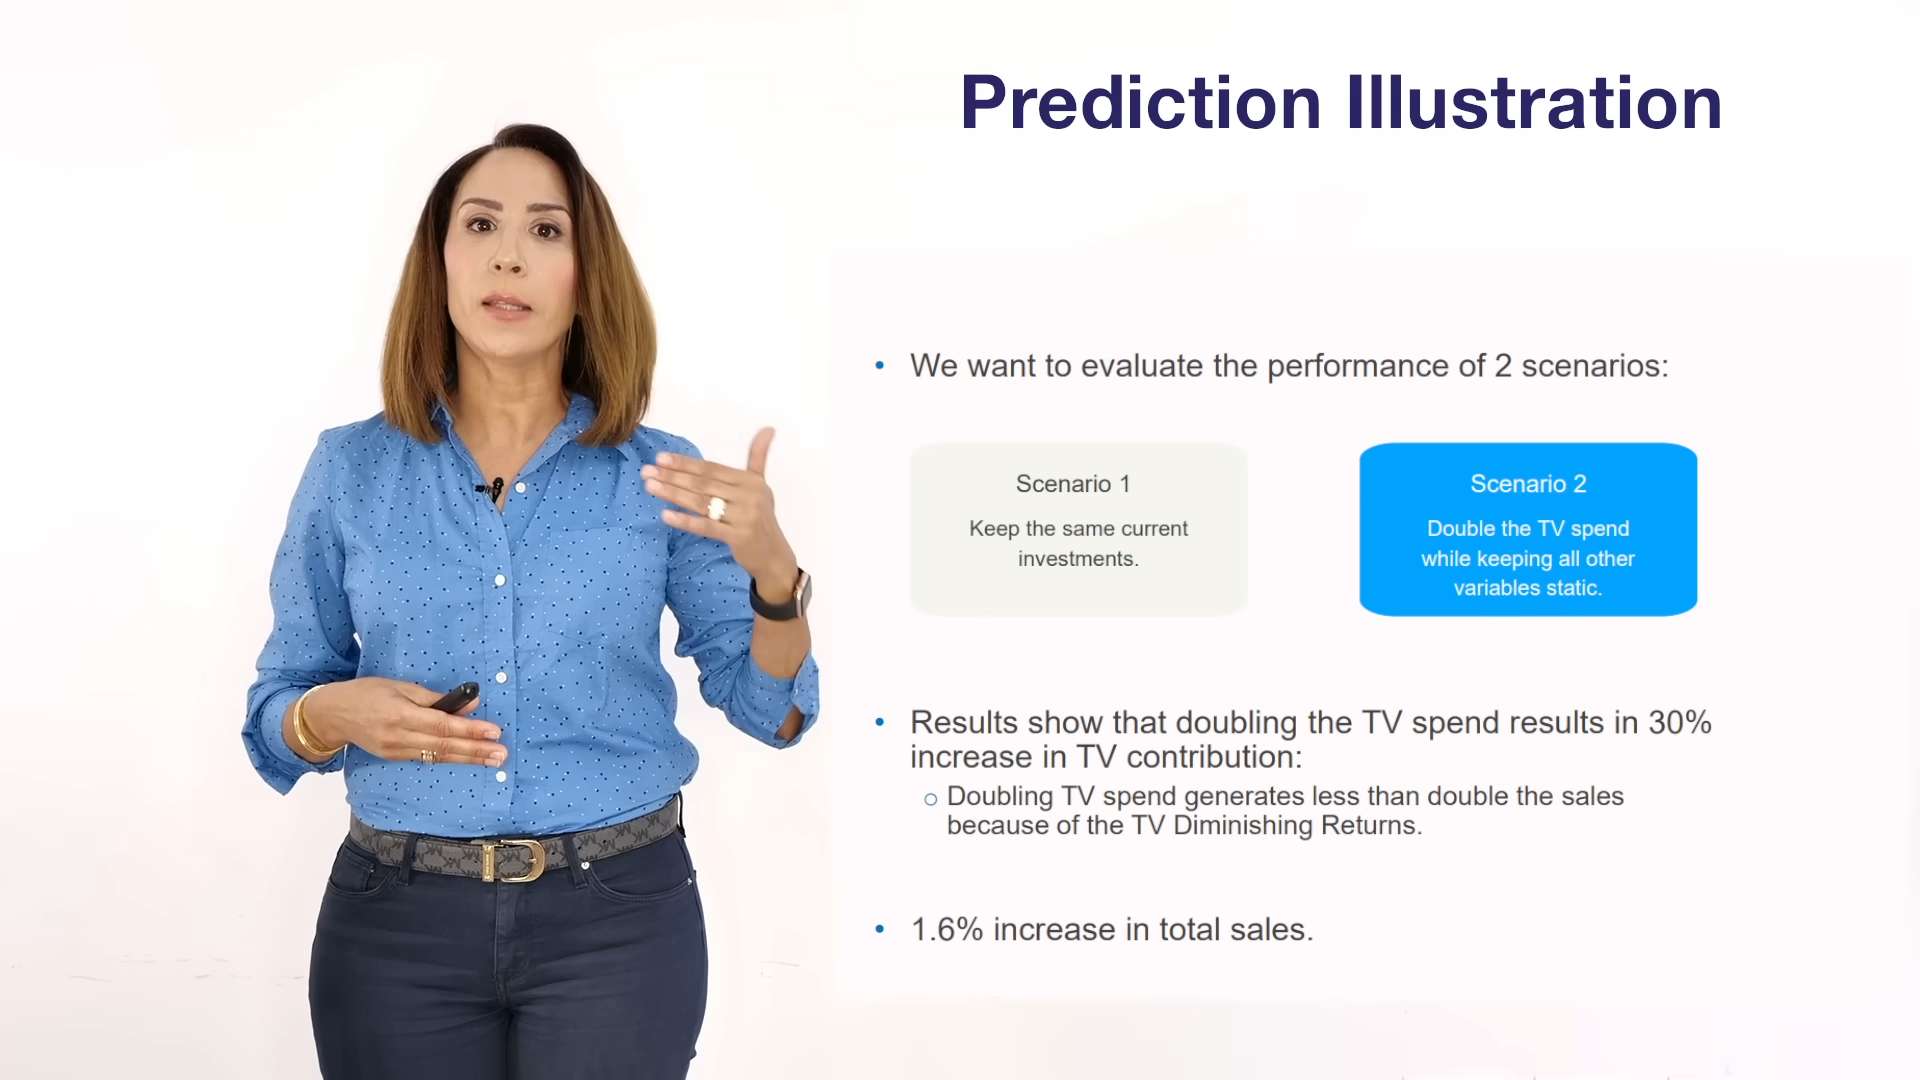 Prediction Illustration
• We want to evaluate the performance of 2 scenarios:
Scenario 1
Keep the same current
investments.
Scenario 2
Double the TV spend
while keeping all other
variables static.
• Results show that doubling the TV spend results in 30%
increase in TV contribution:
○ Doubling TV spend generates less than double the sales
because of the TV Diminishing Returns.
• 1.6% increase in total sales.